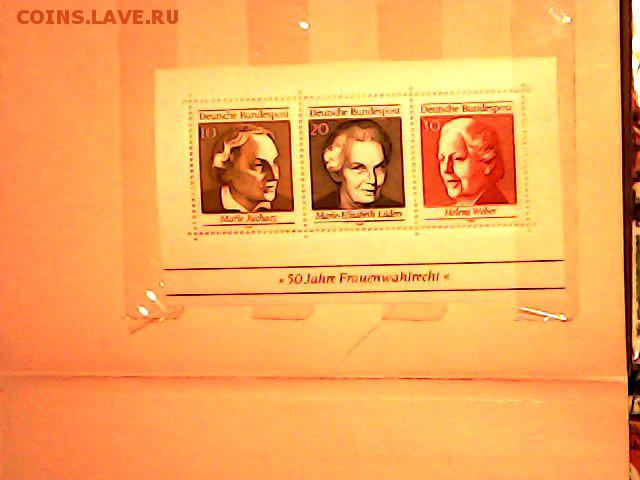 COINS.LAVE.RU
Deutsche Bundespost
10
Marie Juchacz
Deutsche Bundespost
20
Marie-Elisabeth Lüders
Deutsche Bundespost
30
Helene Weber
» 50 Jahre Frauenwahlrecht «